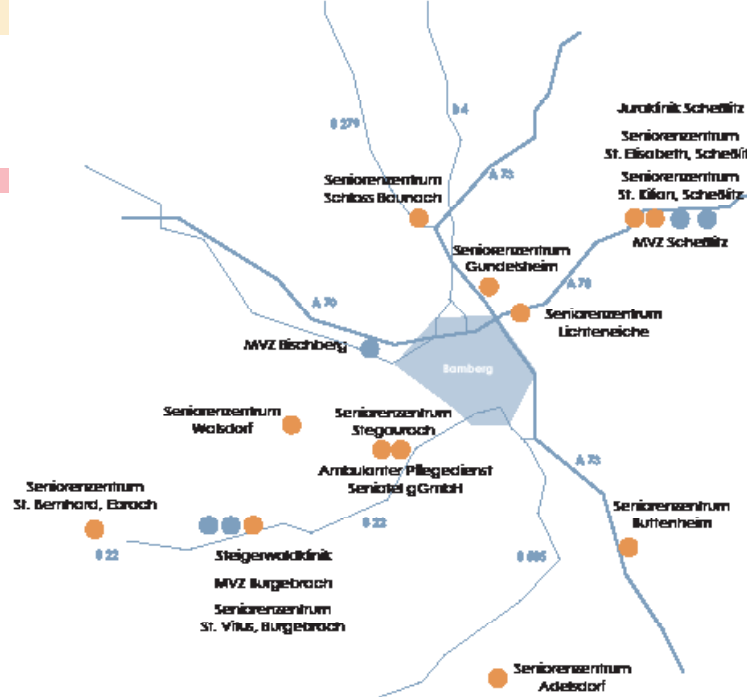 B 4
B 279
Juraklinik Scheßlitz
Seniorenzentrum
St. Elisabeth, Scheßlitz
Seniorenzentrum
St. Kilian, Scheßlitz
MVZ Scheßlitz
A 73
Seniorenzentrum
Schloss Baunach
Seniorenzentrum
Gundelsheim
A 70
A 70
Seniorenzentrum
Lichteneiche
MVZ Bischberg
Bamberg
Seniorenzentrum
Walsdorf
Seniorenzentrum
Stegaurach
Ambulanter Pflegedienst
Seniotel gGmbH
A 73
Seniorenzentrum
St. Bernhard, Ebrach
B 22
B 22
Steigerwaldklinik
MVZ Burgebrach
Seniorenzentrum
St. Vitus, Burgebrach
B 505
Seniorenzentrum
Buttenheim
Seniorenzentrum
Adelsdorf